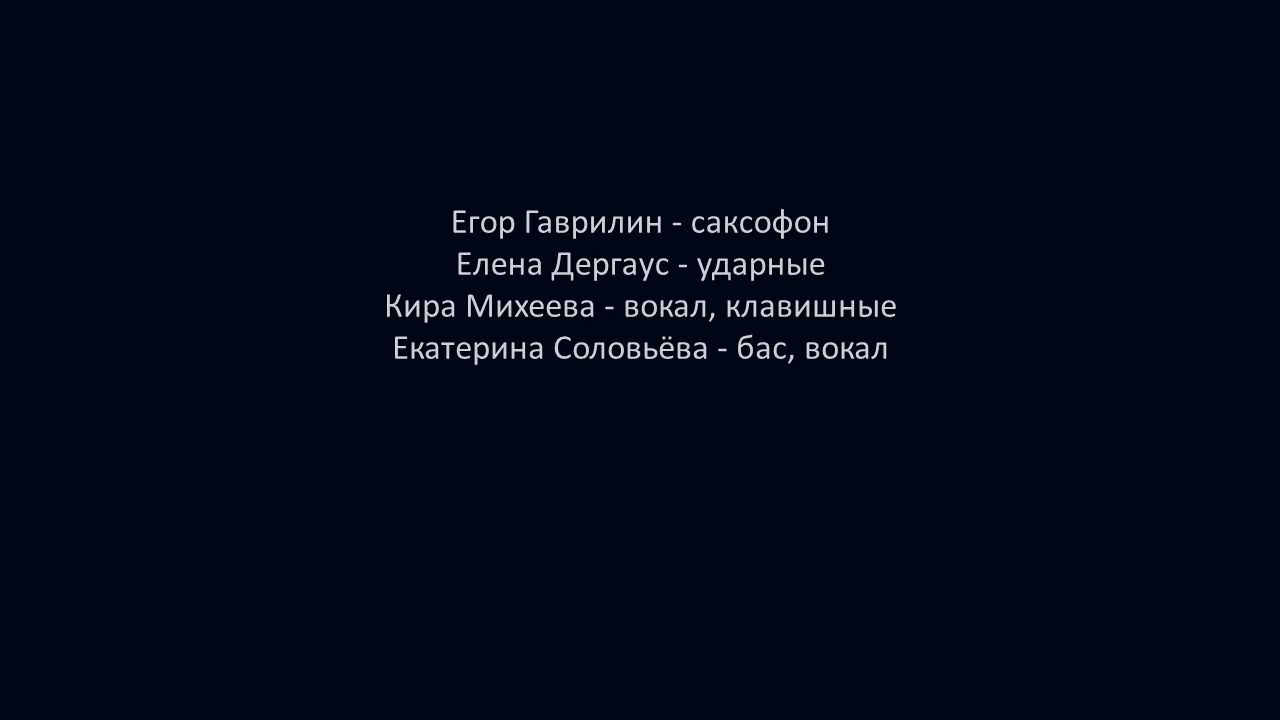 Егор Гаврилин - саксофон
Елена Дергаус - ударные
Кира Михеева - вокал, клавишные
Екатерина Соловьёва - бас, вокал